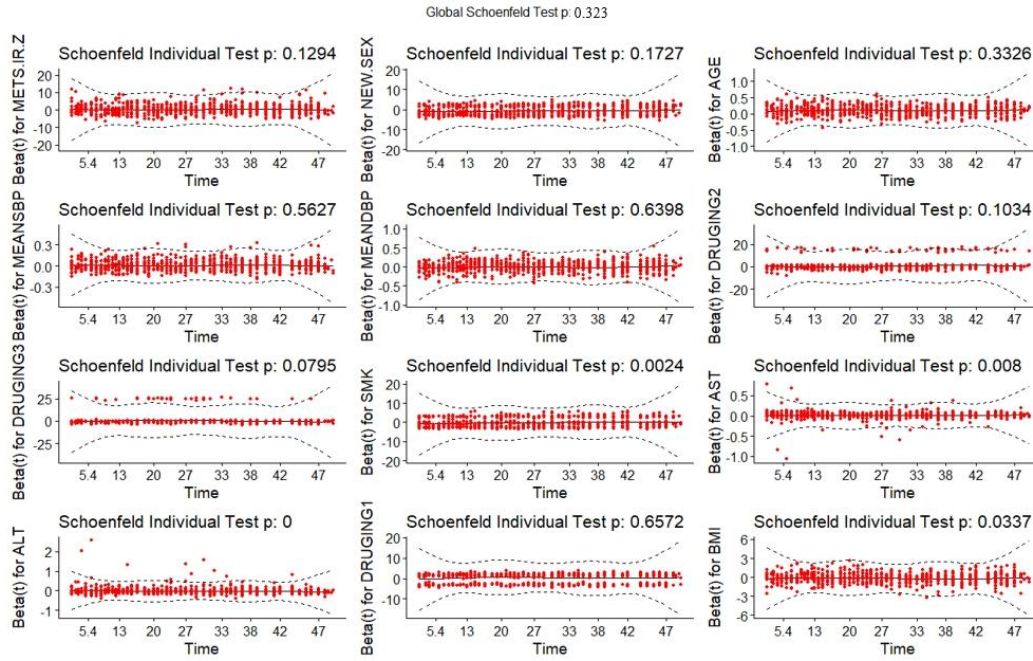 Global Schoenfeld Test p: 0.323
Schoenfeld Individual Test p: 0.1294
Beta(t) for METS.IR.Z
20
10
0
-10
-20
5.4 13 20 27 33 38 42 47
Time
Schoenfeld Individual Test p: 0.1727
Beta(t) for NEW.SEX
20
10
0
-10
-20
5.4 13 20 27 33 38 42 47
Time
Schoenfeld Individual Test p: 0.3326
Beta(t) for AGE
1.0
0.5
0.0
-0.5
-1.0
5.4 13 20 27 33 38 42 47
Time
Schoenfeld Individual Test p: 0.5627
Beta(t) for MEANSBP
0.3
0.0
-0.3
5.4 13 20 27 33 38 42 47
Time
Schoenfeld Individual Test p: 0.6398
Beta(t) for MEANDBP
1.0
0.5
0.0
-0.5
-1.0
5.4 13 20 27 33 38 42 47
Time
Schoenfeld Individual Test p: 0.1034
Beta(t) for DRUGING2
20
0
-20
5.4 13 20 27 33 38 42 47
Time
Schoenfeld Individual Test p: 0.0795
Beta(t) for DRUGING3
25
0
-25
5.4 13 20 27 33 38 42 47
Time
Schoenfeld Individual Test p: 0.0024
Beta(t) for SMK
20
10
0
-10
-20
5.4 13 20 27 33 38 42 47
Time
Schoenfeld Individual Test p: 0.008
Beta(t) for AST
0.5
0.0
-0.5
-1.0
5.4 13 20 27 33 38 42 47
Time
Schoenfeld Individual Test p: 0
Beta(t) for ALT
2
1
0
-1
5.4 13 20 27 33 38 42 47
Time
Schoenfeld Individual Test p: 0.6572
Beta(t) for DRUGING1
20
10
0
-10
5.4 13 20 27 33 38 42 47
Time
Schoenfeld Individual Test p: 0.0337
Beta(t) for BMI
6
3
0
-3
-6
5.4 13 20 27 33 38 42 47
Time